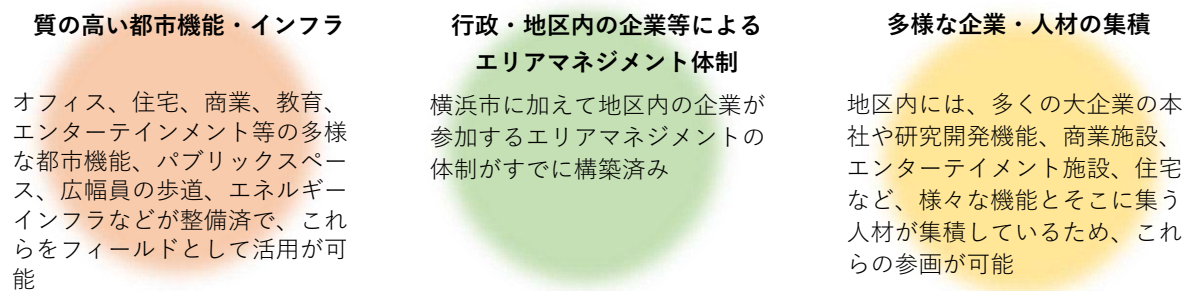 質の高い都市機能・インフラ
オフィス、住宅、商業、教育、
エンターテインメント等の多様
な都市機能、パブリックスペー
ス、広幅員の歩道、エネルギー
インフラなどが整備済で、これ
らをフィールドとして活用が可
能
行政・地区内の企業等による
エリアマネジメント体制
横浜市に加えて地区内の企業が
参加するエリアマネジメントの
体制がすでに構築済み
多様な企業・人材の集積
地区内には、多くの大企業の本
社や研究開発機能、商業施設、
エンターテイメント施設、住宅
など、様々な機能とそこに集う
人材が集積しているため、これ
らの参画が可能